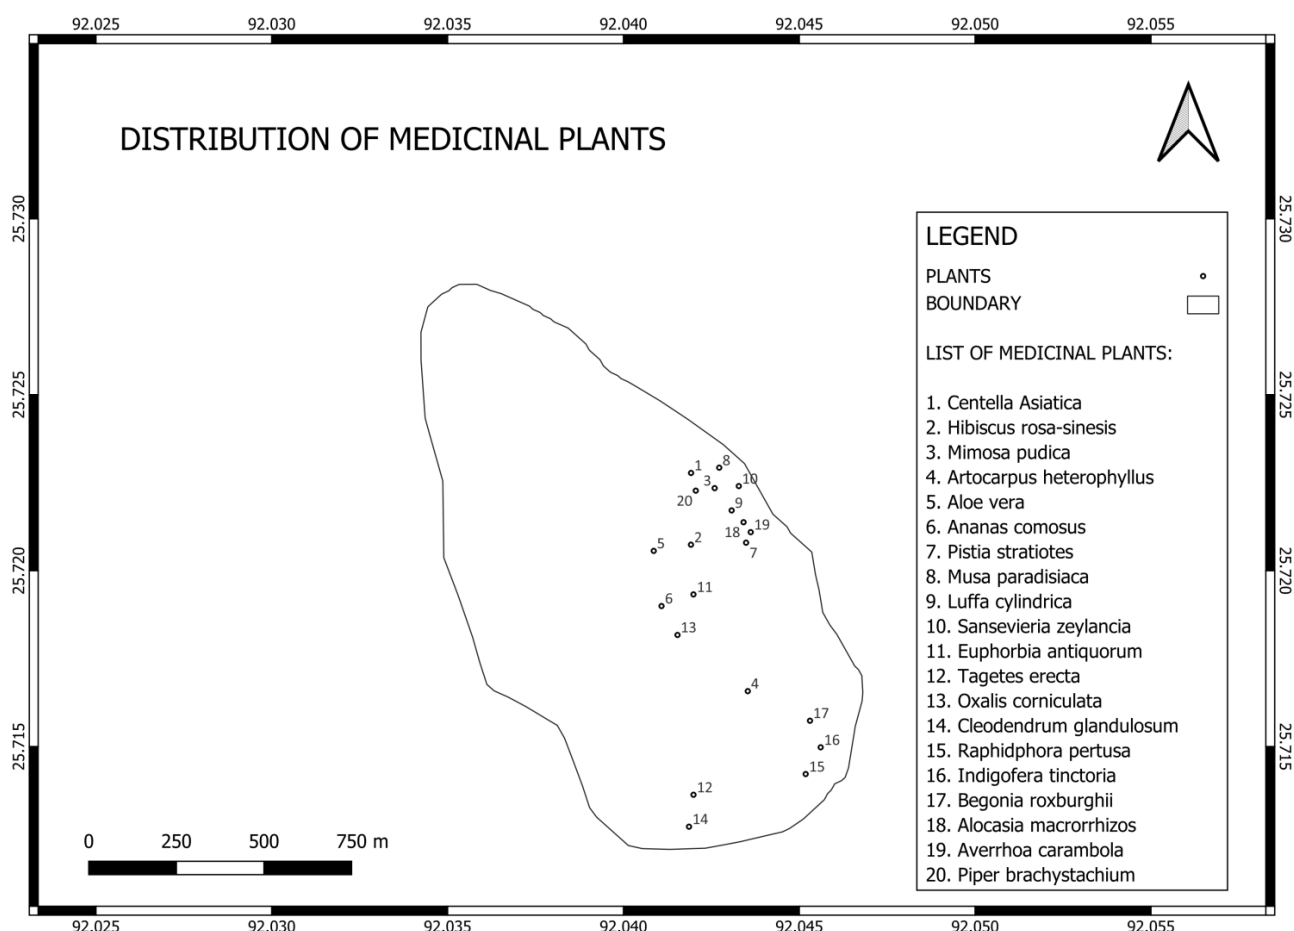 92.025 92.030 92.035 92.040 92.045 92.050 92.055
DISTRIBUTION OF MEDICINAL PLANTS
25.730
25.730
LEGEND
PLANTS
BOUNDARY
LIST OF MEDICINAL PLANTS:
1. Centella Asiatica
2. Hibiscus rosa-sinesis
3. Mimosa pudica
4. Artocarpus heterophyllus
5. Aloe vera
6. Ananas comosus
7. Pistia stratiotes
8. Musa paradisiaca
9. Luffa cylindrica
10. Sansevieria zeylancia
11. Euphorbia antiquorum
12. Tagetes erecta
13. Oxalis corniculata
14. Cleodendrum glandulosum
15. Raphidphora pertusa
16. Indigofera tinctoria
17. Begonia roxburghii
18. Alocasia macrorrhizos
19. Averrhoa carambola
20. Piper brachystachium
25.725
25.725
8
1
3
10
20
9
19
18
2
5
7
25.720
25.720
11
6
13
4
17
16
25.715
25.715
15
12
14
0 250 500 750 m
92.025 92.030 92.035 92.040 92.045 92.050 92.055